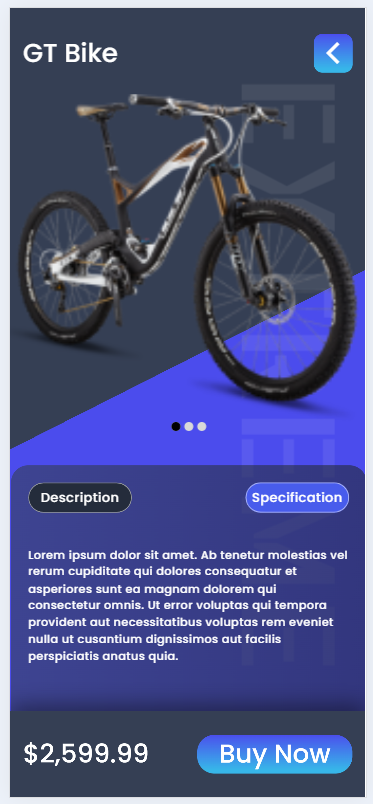 GT Bike
EXTREME
Description
Specification
Lorem ipsum dolor sit amet. Ab tenetur molestias vel
rerum cupiditate qui dolores consequatur et
asperiores sunt ea magnam dolorem qui
consectetur omnis. Ut error voluptas qui tempora
provident aut necessitatibus voluptas rem eveniet
nulla ut cusantium dignissimos aut facilis
perspiciatis anatus quia.
$2,599.99
Buy Now